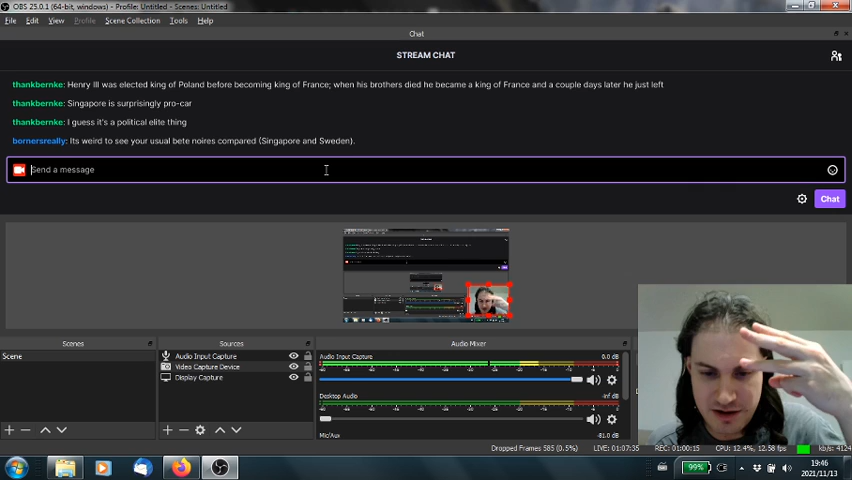 OBS 25.0.1 (64-bit, windows) - Profile: Untitled - Scenes: Untitled
File Edit View Profile Scene Collection Tools Help
Chat
STREAM CHAT
thankbernke: Henry III was elected king of Poland before becoming king of France; when his brothers died he became a king of France and a couple days later he just left
thankbernke: Singapore is surprisingly pro-car
thankbernke: I guess it's a political elite thing
bornersreally: Its weird to see your usual bete noires compared (Singapore and Sweden).
Send a message
Chat
Scenes Sources Audio Mixer
Scene
Audio Input Capture
Video Capture Device
Display Capture
Audio Input Capture 0.0 dB
Desktop Audio -inf dB
Mic/Aux -81.0 dB
Dropped Frames 585 (0.5%) LIVE: 01:07:35 REC: 01:00:15 CPU: 12.4%, 12.58 fps kb/s: 4124
99%
19:46
2021/11/13